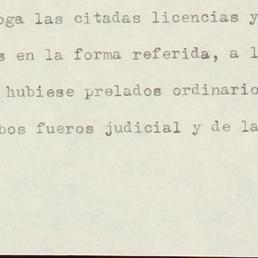 oga las citadas licencias y
s en la forma referida, a l
hubiese prelados ordinario
bos fueros judicial y de la